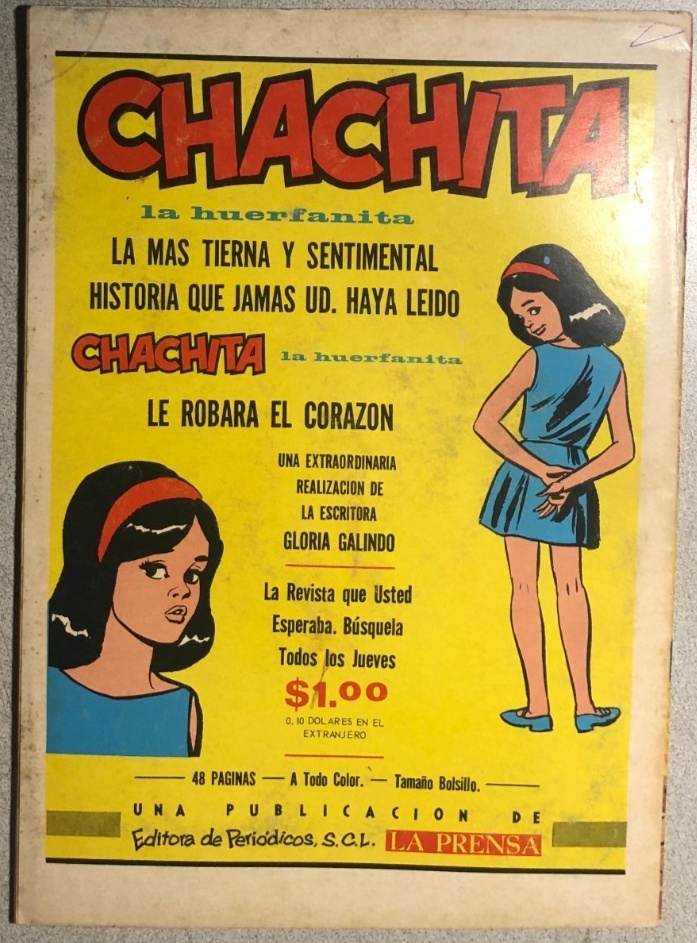 CHACHITA
la huerfanita
LA MAS TIERNA Y SENTIMENTAL
HISTORIA QUE JAMAS UD. HAYA LEIDO
CHACHITA la huerfanita
LE ROBARA EL CORAZON
UNA EXTRAORDINARIA
REALIZACION DE
LA ESCRITORA
GLORIA GALINDO
La Revista que Usted
Esperaba. Búsquela
Todos los Jueves
$1.00
0.10 DOLARES EN EL
EXTRANJERO
48 PAGINAS — A Todo Color. — Tamaño Bolsillo.
UNA PUBLICACION DE
Editora de Periódicos, S.C.L. LA PRENSA